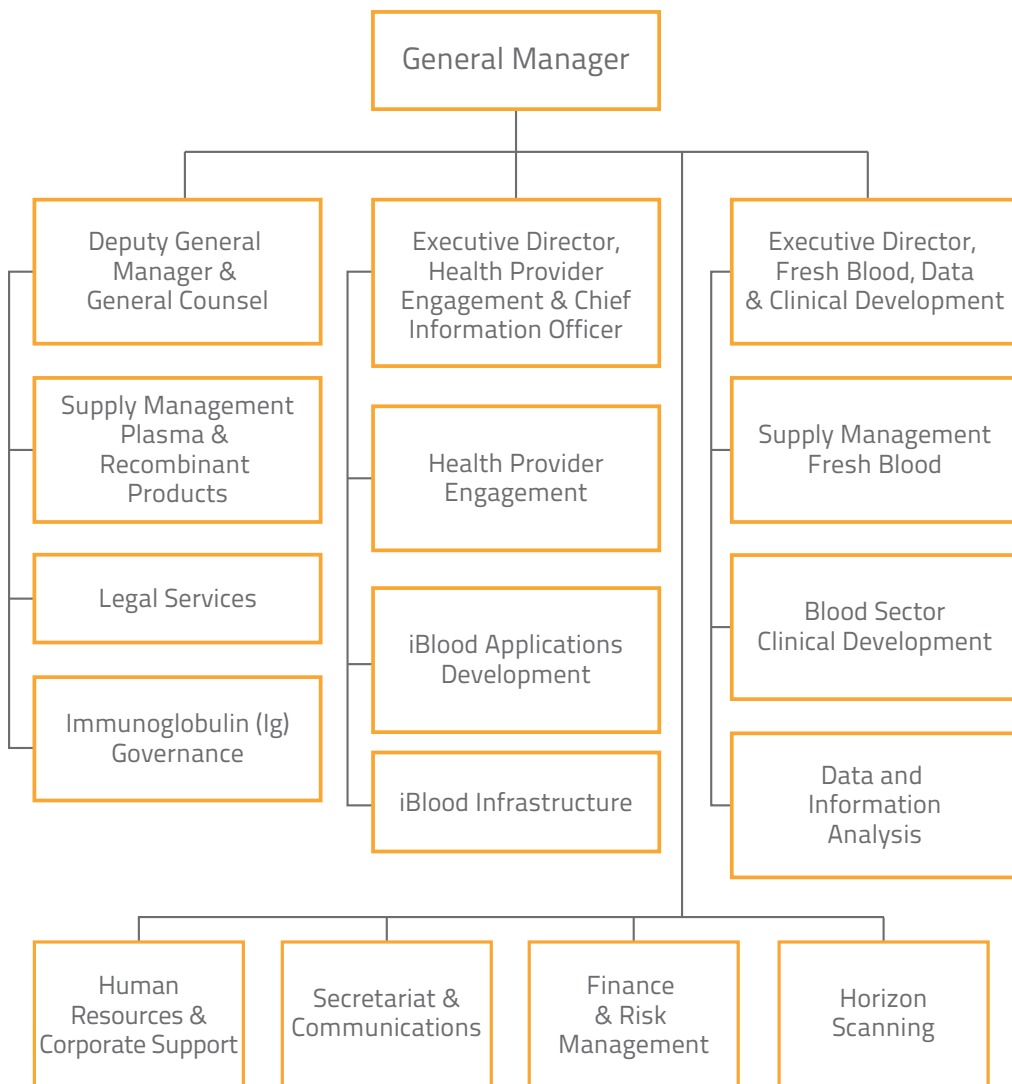 General Manager
Deputy General
Manager &
General Counsel
Supply Management
Plasma &
Recombinant
Products
Legal Services
Immunoglobulin (Ig)
Governance
Executive Director,
Health Provider
Engagement & Chief
Information Officer
Health Provider
Engagement
iBlood Applications
Development
iBlood Infrastructure
Executive Director,
Fresh Blood, Data
& Clinical Development
Supply Management
Fresh Blood
Blood Sector
Clinical Development
Data and
Information
Analysis
Human
Resources &
Corporate Support
Secretariat &
Communications
Finance
& Risk
Management
Horizon
Scanning